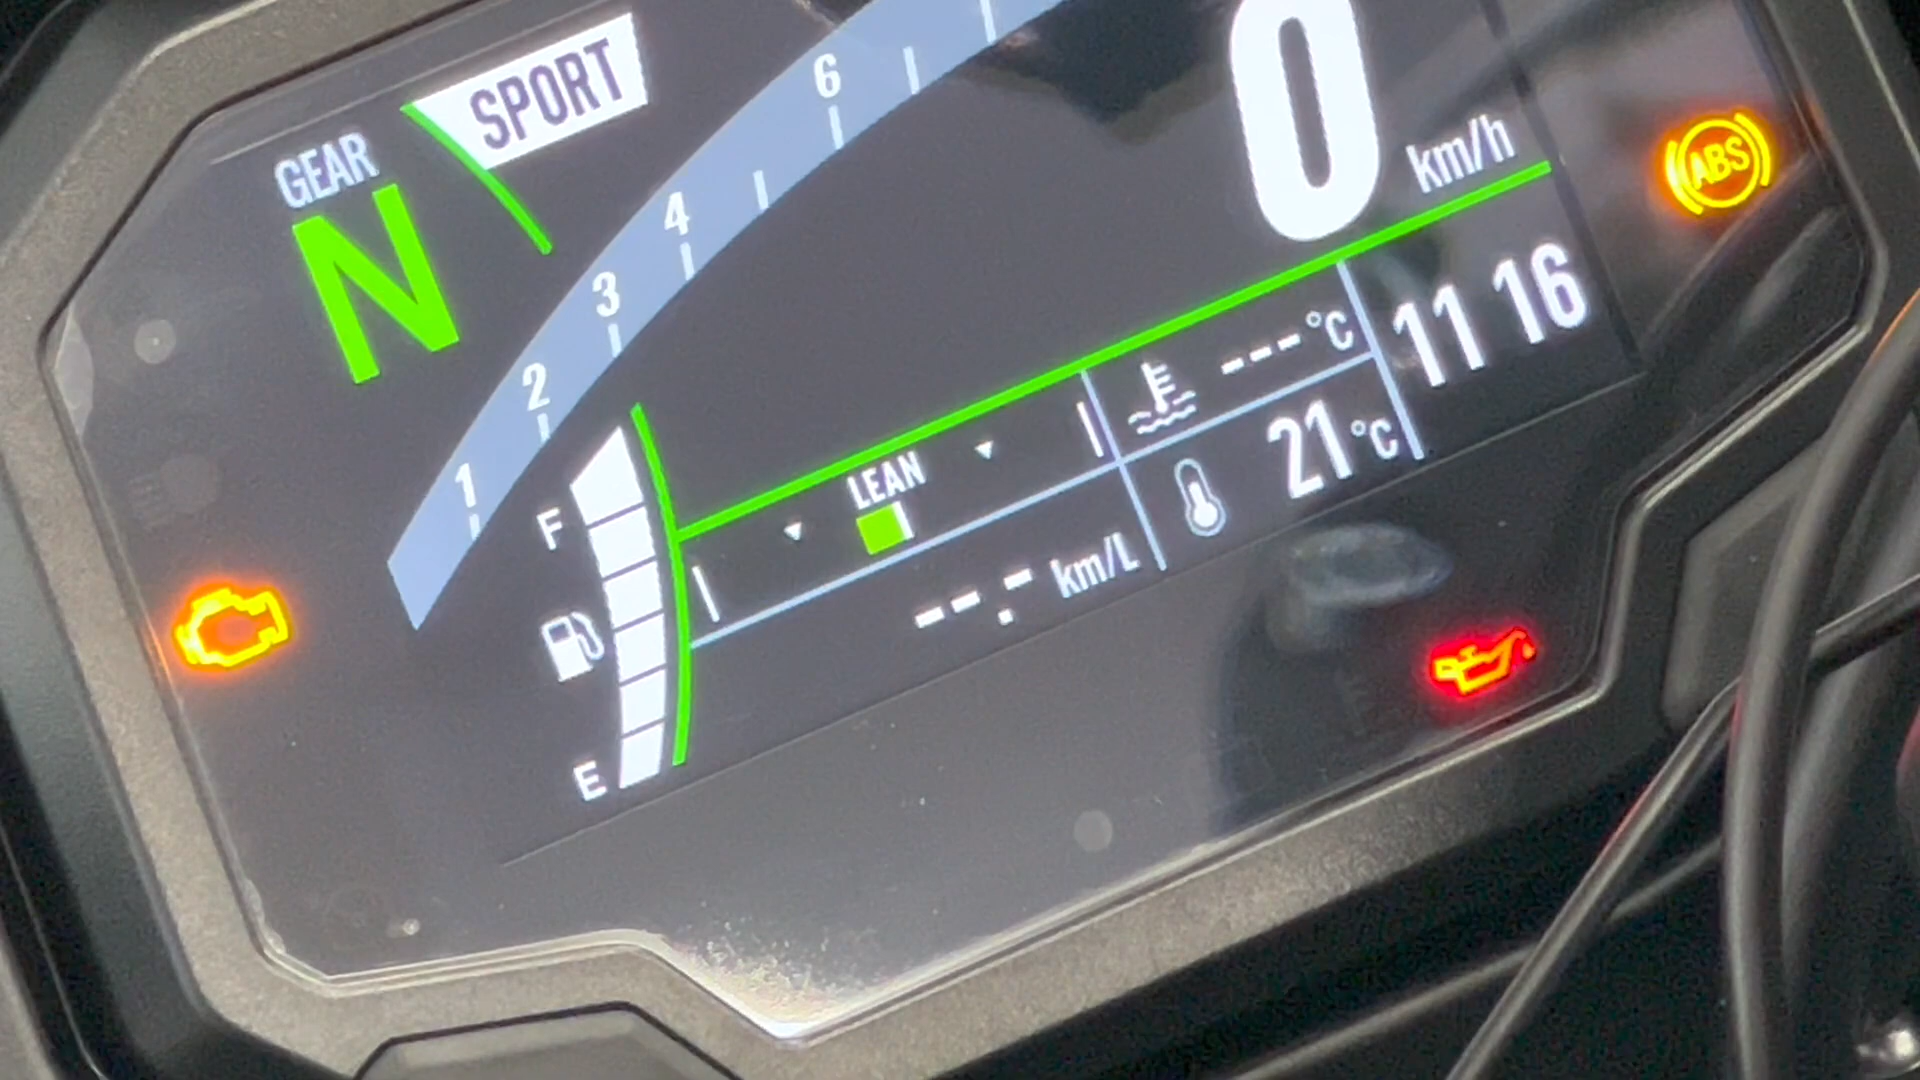 SPORT
GEAR
N
6
4
3
2
1
0
km/h
ABS
11 16
---°C
21°C
LEAN
--.- km/L
F
E